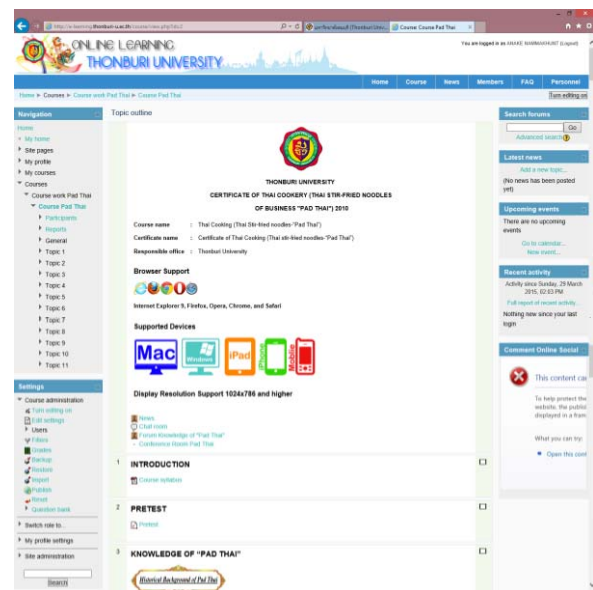 ONLINE LEARNING
THONBURI UNIVERSITY
You are logged in as ANAKE NAMMAKHUNT (Logout)
Home Course News Members FAQ Personnel
Home ► Courses ► Course work Pad Thai ► Course Pad Thai
Turn editing on
Navigation
Home
My home
Site pages
My profile
My courses
Courses
Course work Pad Thai
Course Pad Thai
Participants
Reports
General
Topic 1
Topic 2
Topic 3
Topic 4
Topic 5
Topic 6
Topic 7
Topic 8
Topic 9
Topic 10
Topic 11
Settings
Course administration
Turn editing on
Edit settings
Users
Filters
Grades
Backup
Restore
Import
Publish
Reset
Question bank
Switch role to...
My profile settings
Site administration
Search
Topic outline
THONBURI UNIVERSITY
CERTIFICATE OF THAI COOKERY (THAI STIR-FRIED NOODLES
OF BUSINESS "PAD THAI") 2010
Course name : Thai Cooking (Thai Stir-fried noodles-"Pad Thai")
Certificate name : Certificate of Thai Cooking (Thai stir-fried noodles-"Pad Thai")
Responsible office : Thonburi University
Browser Support
Internet Explorer 9, Firefox, Opera, Chrome, and Safari
Supported Devices
Mac
Windows
iPad
iPhone
Mobile
Display Resolution Support 1024x786 and higher
News
Chat room
Forum Knowledge of "Pad Thai"
Conference Room Pad Thai
1 INTRODUCTION
Course syllabus
2 PRETEST
Pretest
3 KNOWLEDGE OF "PAD THAI"
Historical Background of Pad Thai
Search forums
Go
Advanced search
Latest news
Add a new topic...
(No news has been posted
yet)
Upcoming events
There are no upcoming
events
Go to calendar...
New event...
Recent activity
Activity since Sunday, 29 March
2015, 02:03 PM
Full report of recent activity...
Nothing new since your last
login
Comment Online Social
This content can
To help protect the
website, the publis
displayed in a fram
What you can try:
Open this cont